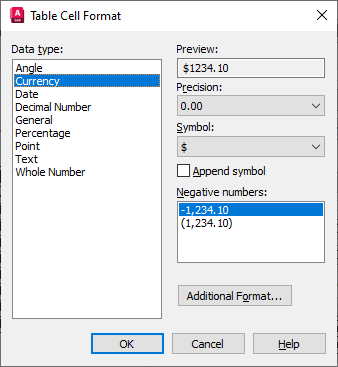 Table Cell Format
Data type:
Angle
Currency
Date
Decimal Number
General
Percentage
Point
Text
Whole Number
Preview:
$1234.10
Precision:
0.00
Symbol:
$
Append symbol
Negative numbers:
-1,234.10
(1,234.10)
Additional Format...
OK
Cancel
Help